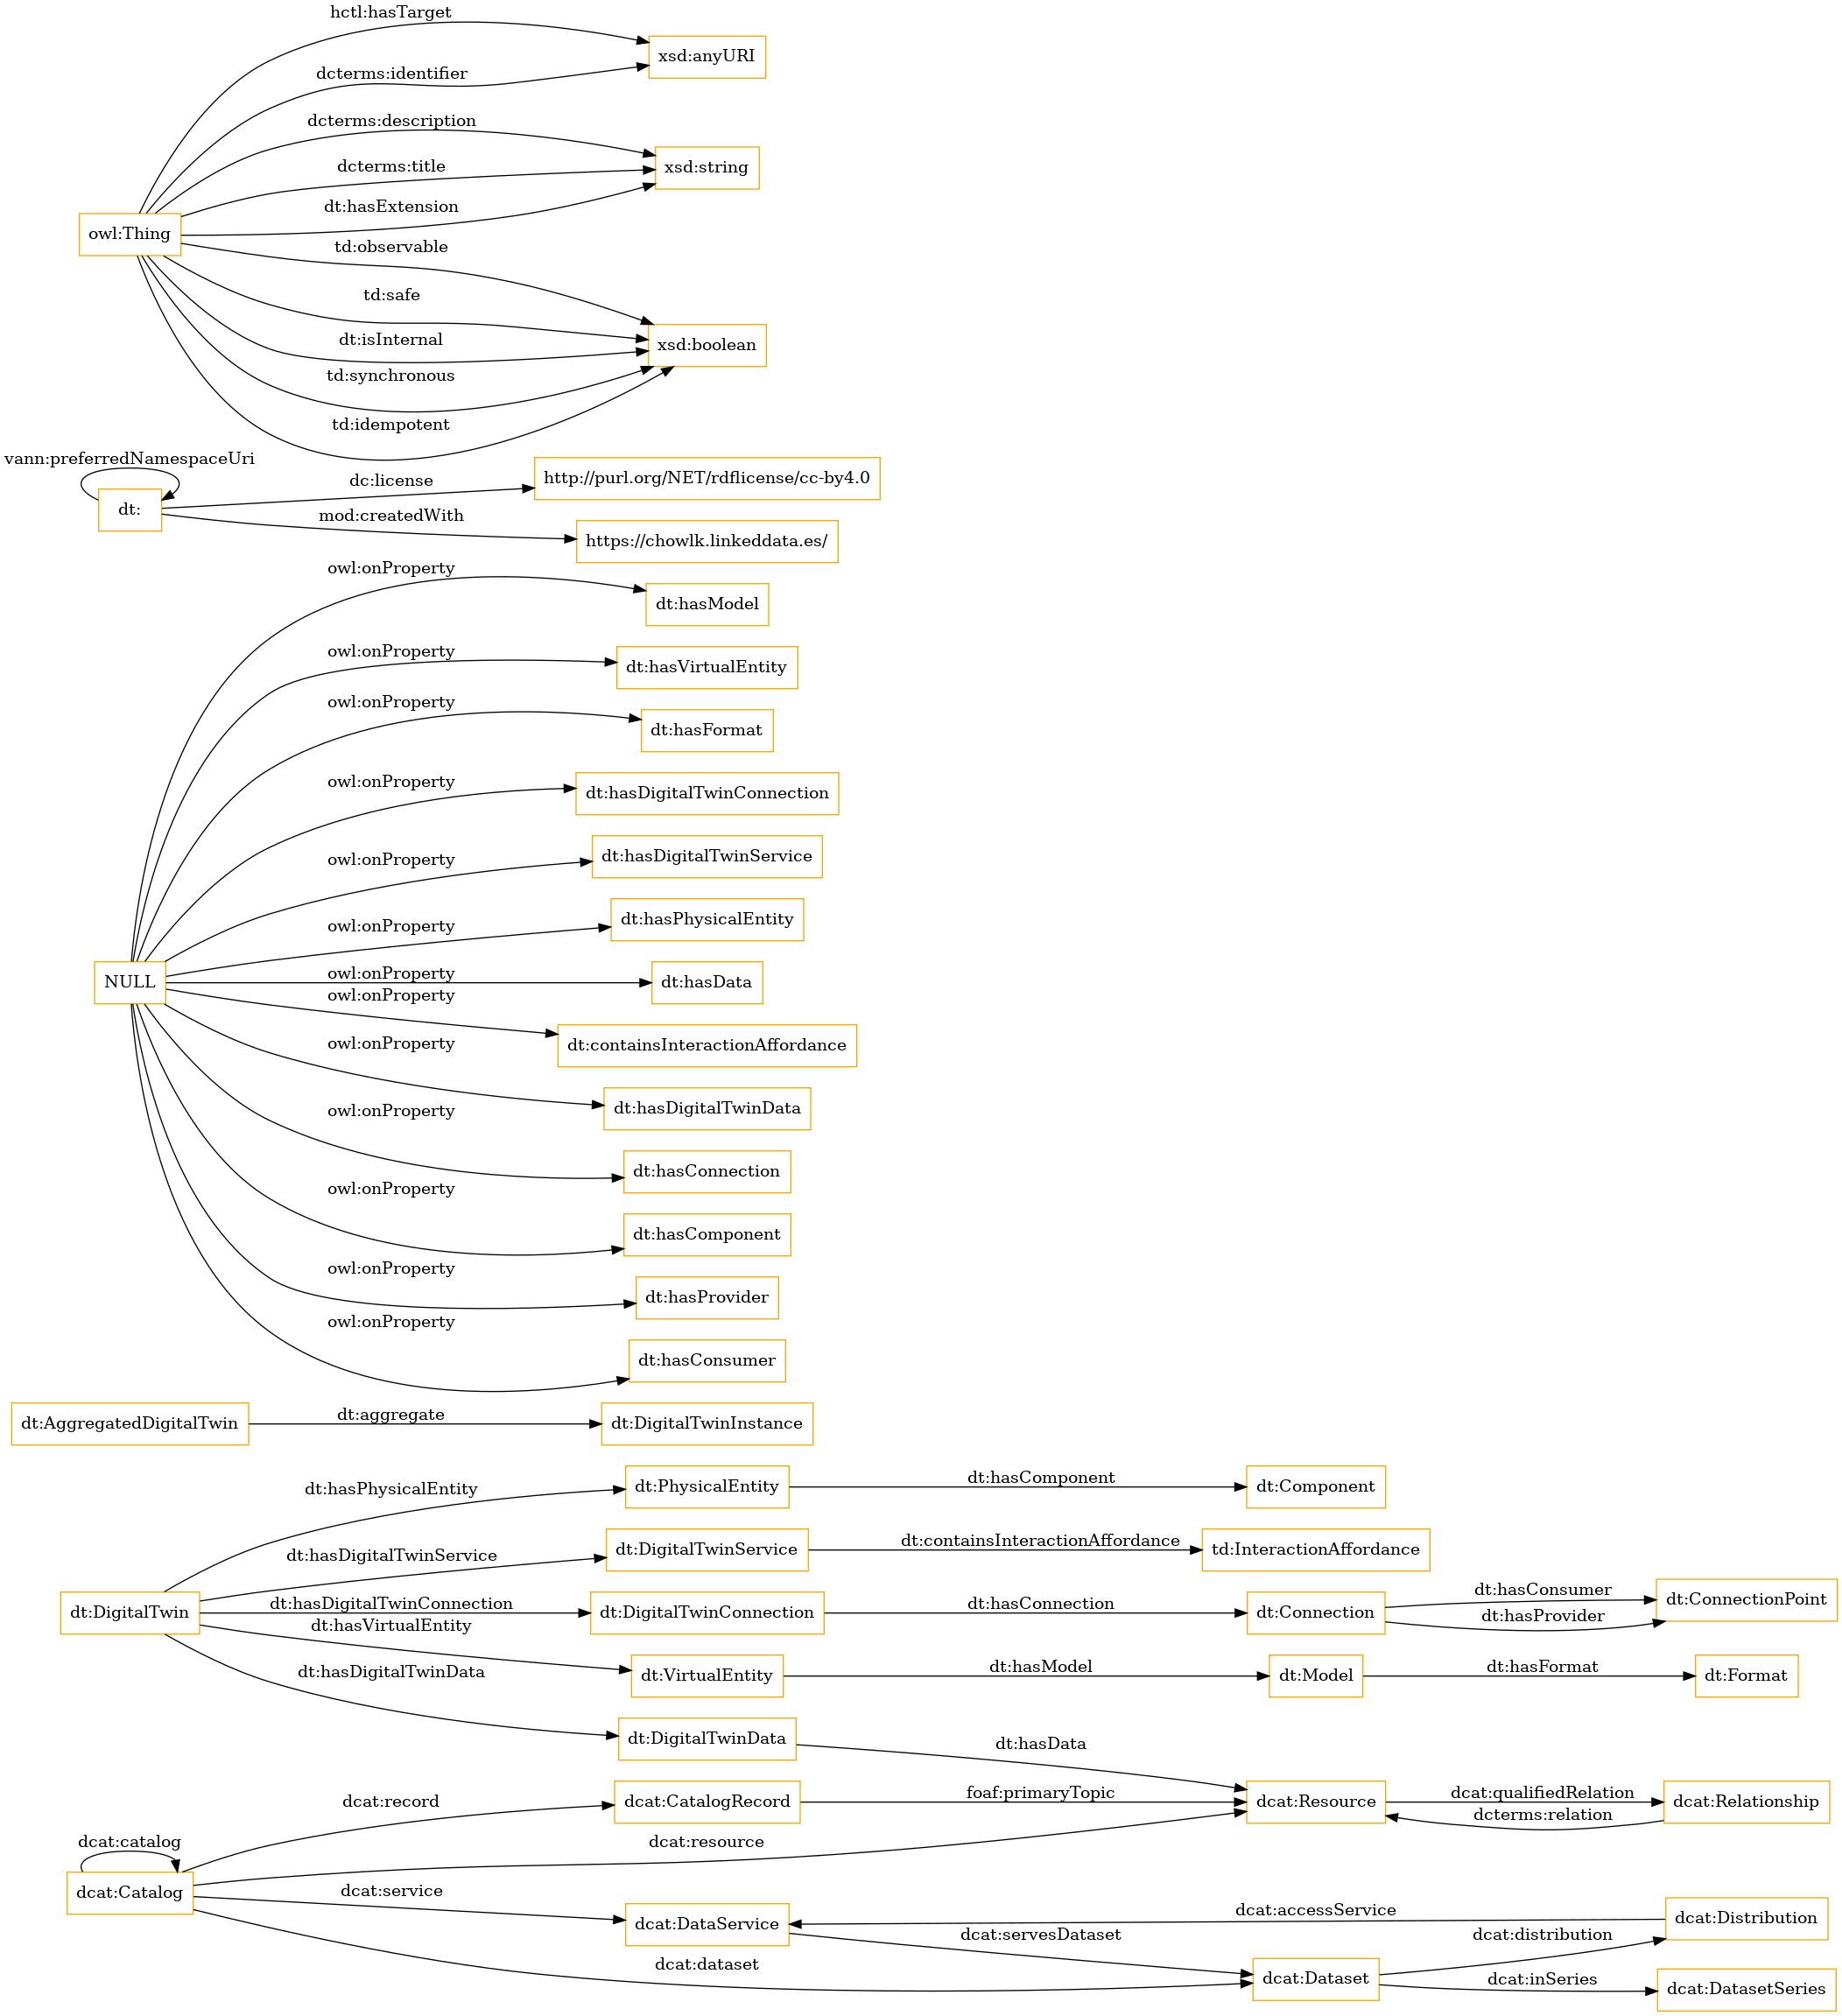 hctl:hasTarget
xsd:anyURI
dcterms:identifier
dcterms:description
xsd:string
dcterms:title
dt:hasExtension
owl:Thing
td:observable
td:safe
dt:isInternal
xsd:boolean
td:synchronous
td:idempotent
vann:preferredNamespaceUri
dt:
dc:license
http://purl.org/NET/rdflicense/cc-by4.0
mod:createdWith
https://chowlk.linkeddata.es/
owl:onProperty
dt:hasModel
owl:onProperty
dt:hasVirtualEntity
owl:onProperty
dt:hasFormat
owl:onProperty
dt:hasDigitalTwinConnection
owl:onProperty
dt:hasDigitalTwinService
owl:onProperty
dt:hasPhysicalEntity
NULL
owl:onProperty
dt:hasData
owl:onProperty
dt:containsInteractionAffordance
owl:onProperty
dt:hasDigitalTwinData
owl:onProperty
dt:hasConnection
owl:onProperty
dt:hasComponent
owl:onProperty
dt:hasProvider
owl:onProperty
dt:hasConsumer
dt:AggregatedDigitalTwin
dt:aggregate
dt:DigitalTwinInstance
dt:hasPhysicalEntity
dt:PhysicalEntity
dt:hasComponent
dt:Component
dt:hasDigitalTwinService
dt:DigitalTwinService
dt:containsInteractionAffordance
td:InteractionAffordance
dt:DigitalTwin
dt:hasDigitalTwinConnection
dt:DigitalTwinConnection
dt:hasConnection
dt:Connection
dt:hasConsumer
dt:hasProvider
dt:ConnectionPoint
dt:hasVirtualEntity
dt:VirtualEntity
dt:hasModel
dt:Model
dt:hasFormat
dt:Format
dt:hasDigitalTwinData
dt:DigitalTwinData
dt:hasData
dcat:record
dcat:CatalogRecord
foaf:primaryTopic
dcat:Resource
dcat:qualifiedRelation
dcterms:relation
dcat:Relationship
dcat:catalog
dcat:Catalog
dcat:resource
dcat:service
dcat:DataService
dcat:accessService
dcat:servesDataset
dcat:Distribution
dcat:distribution
dcat:dataset
dcat:Dataset
dcat:inSeries
dcat:DatasetSeries